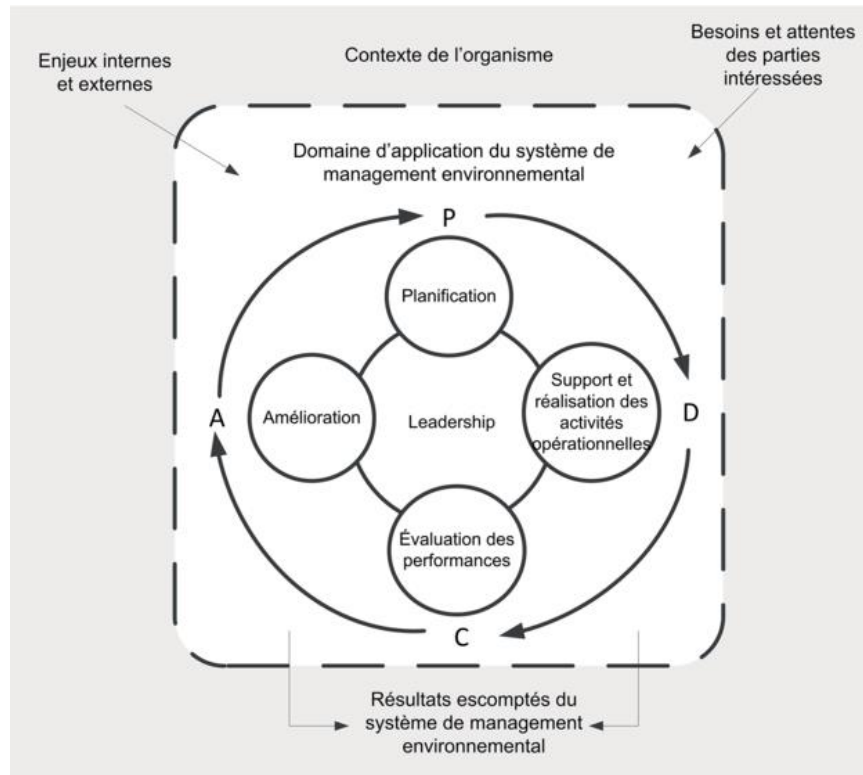 Enjeux internes
et externes
Contexte de l'organisme
Besoins et attentes
des parties
intéressées
Domaine d'application du système de
management environnemental
P
Planification
Amélioration
Leadership
Support et
réalisation des
activités
opérationnelles
A
D
Évaluation des
performances
C
Résultats escomptés du
système de management
environnemental